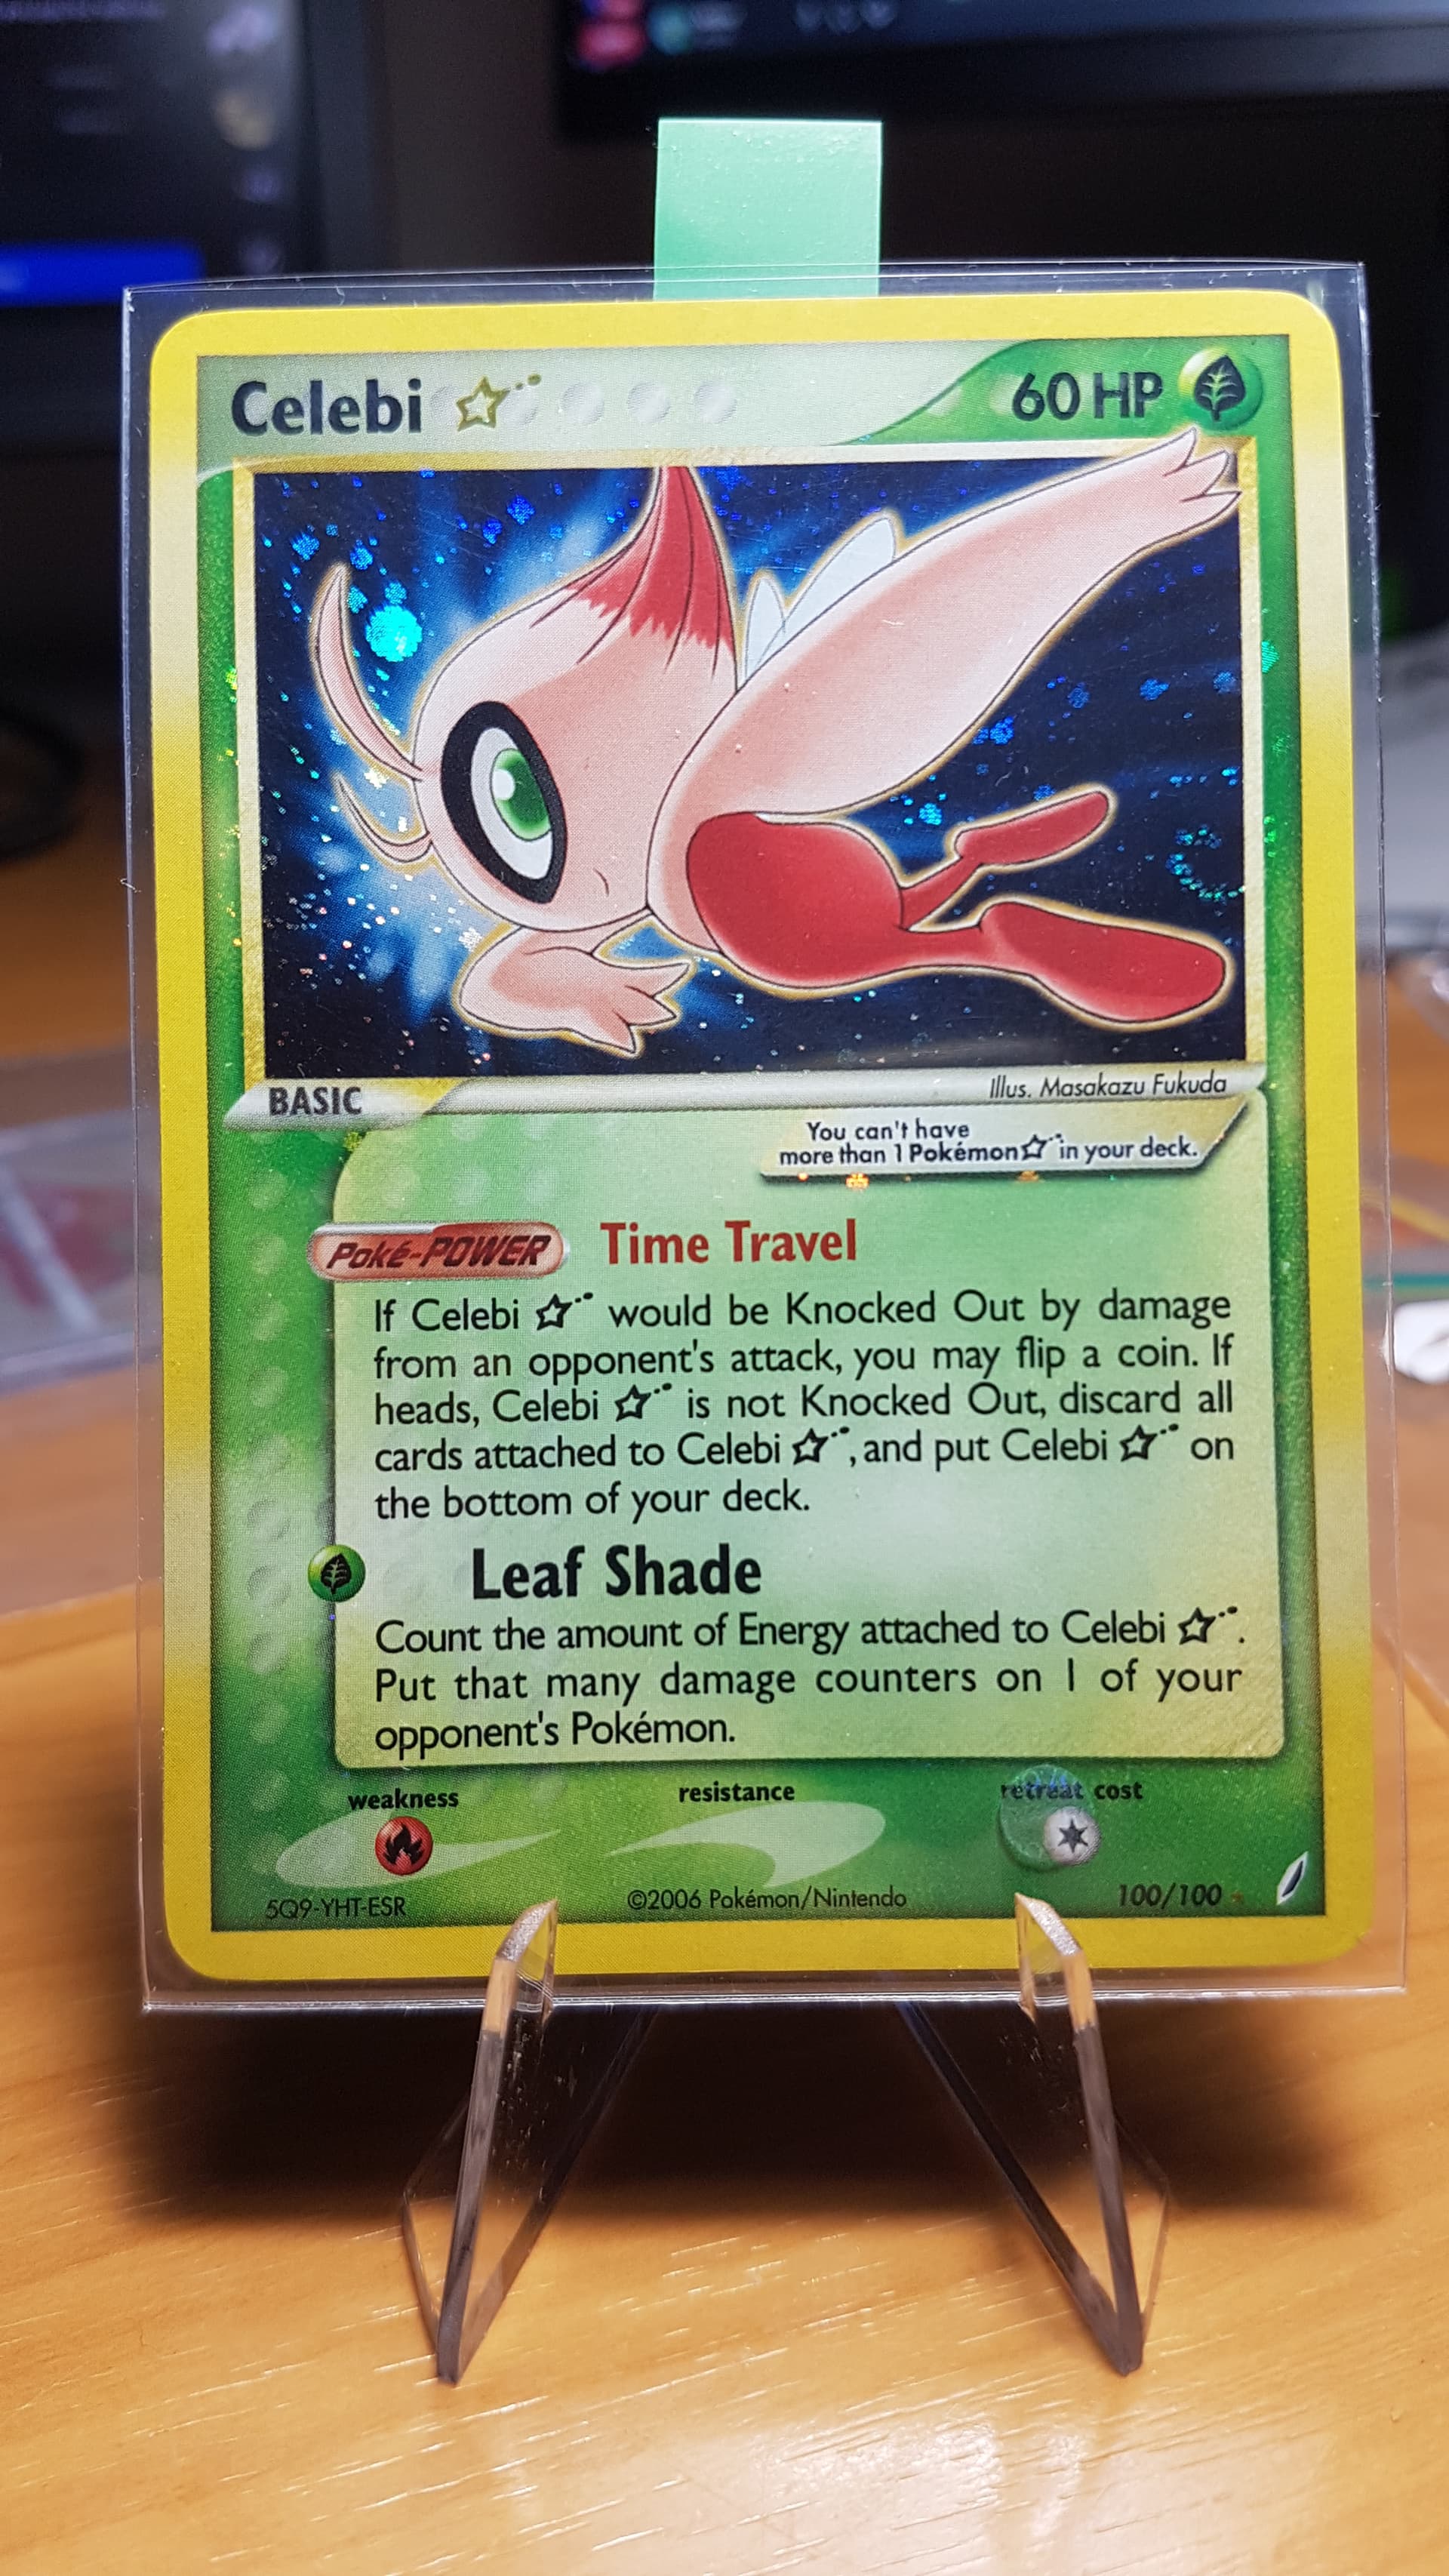 Celebi ☆
60 HP
BASIC
Illus. Masakazu Fukuda
You can't have
more than 1 Pokémon☆ in your deck.
Poké-POWER Time Travel
If Celebi ☆ would be Knocked Out by damage
from an opponent's attack, you may flip a coin. If
heads, Celebi ☆ is not Knocked Out, discard all
cards attached to Celebi ☆, and put Celebi ☆ on
the bottom of your deck.
Leaf Shade
Count the amount of Energy attached to Celebi ☆.
Put that many damage counters on 1 of your
opponent's Pokémon.
weakness
resistance
retreat cost
5Q9-YHT-ESR
©2006 Pokémon/Nintendo
100/100 ★